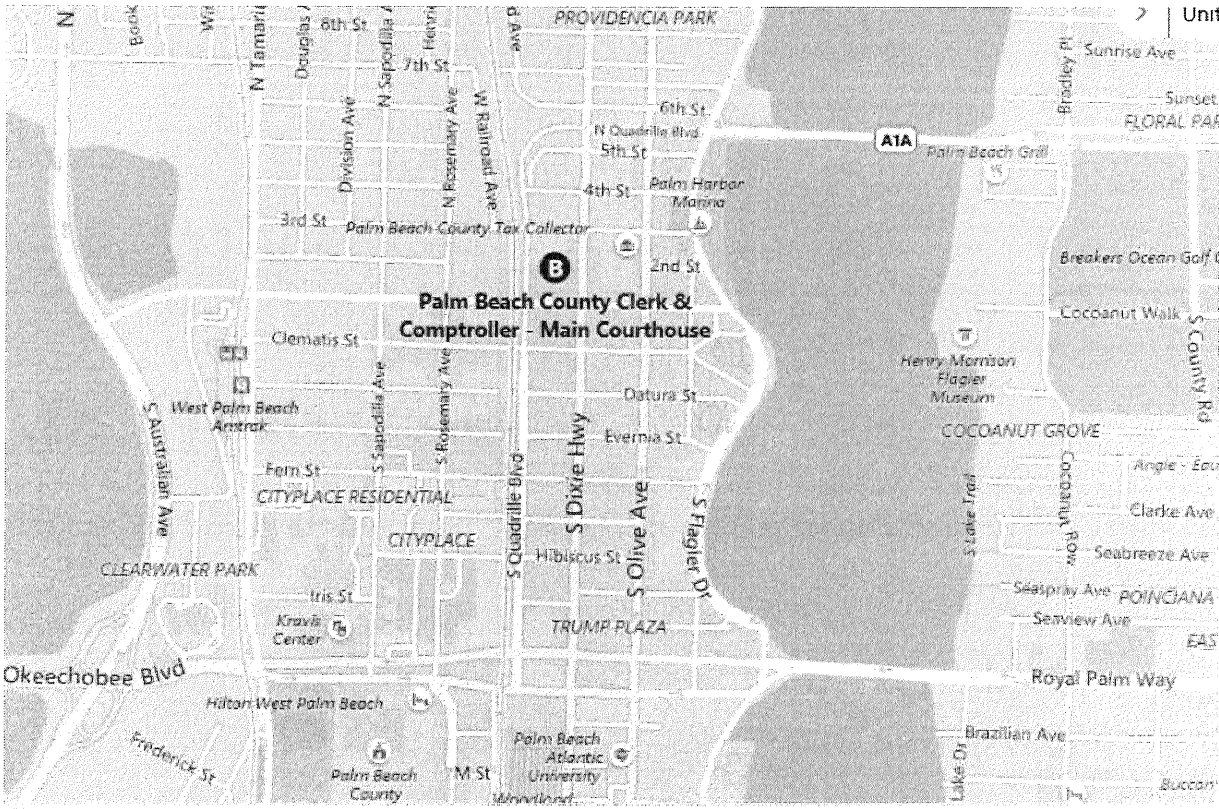 N
Book
N Tamari
Douglas
6th St
N Sapodilla A
Henri
P Ave
PROVIDENCIA PARK
Unit
Bradley Pl
Sunrise Ave
7th St
Sunset
FLORAL PAR
6th St
N Quadrille Blvd
5th St
A1A
Palm Beach Grill
Division Ave
N Rosemary Ave
W Railroad Ave
4th St
Palm Harbor
Marina
3rd St
Palm Beach County Tax Collector
2nd St
B
Palm Beach County Clerk &
Comptroller - Main Courthouse
Breakers Ocean Golf C
Cocoanut Walk
S County Rd
Clematis St
Henry Morrison
Flagler
Museum
S Sapodilla Ave
S Rosemary Ave
Datura St
West Palm Beach
Amtrak
Evernia St
COCOANUT GROVE
S Australian Ave
Fern St
S Quadrille Blvd
S Dixie Hwy
S Olive Ave
S Flagler Dr
S Lake Trail
Cocoanut Row
CITYPLACE RESIDENTIAL
Clarke Ave
CITYPLACE
Hibiscus St
Seabreeze Ave
CLEARWATER PARK
Iris St
Seaspray Ave
POINCIANA
Kravis
Center
TRUMP PLAZA
Seaview Ave
EAS
Okeechobee Blvd
Royal Palm Way
Hilton West Palm Beach
Brazilian Ave
Frederick St
Palm Beach
Atlantic
University
Lake Dr
Palm Beach
County
M St
Woodland